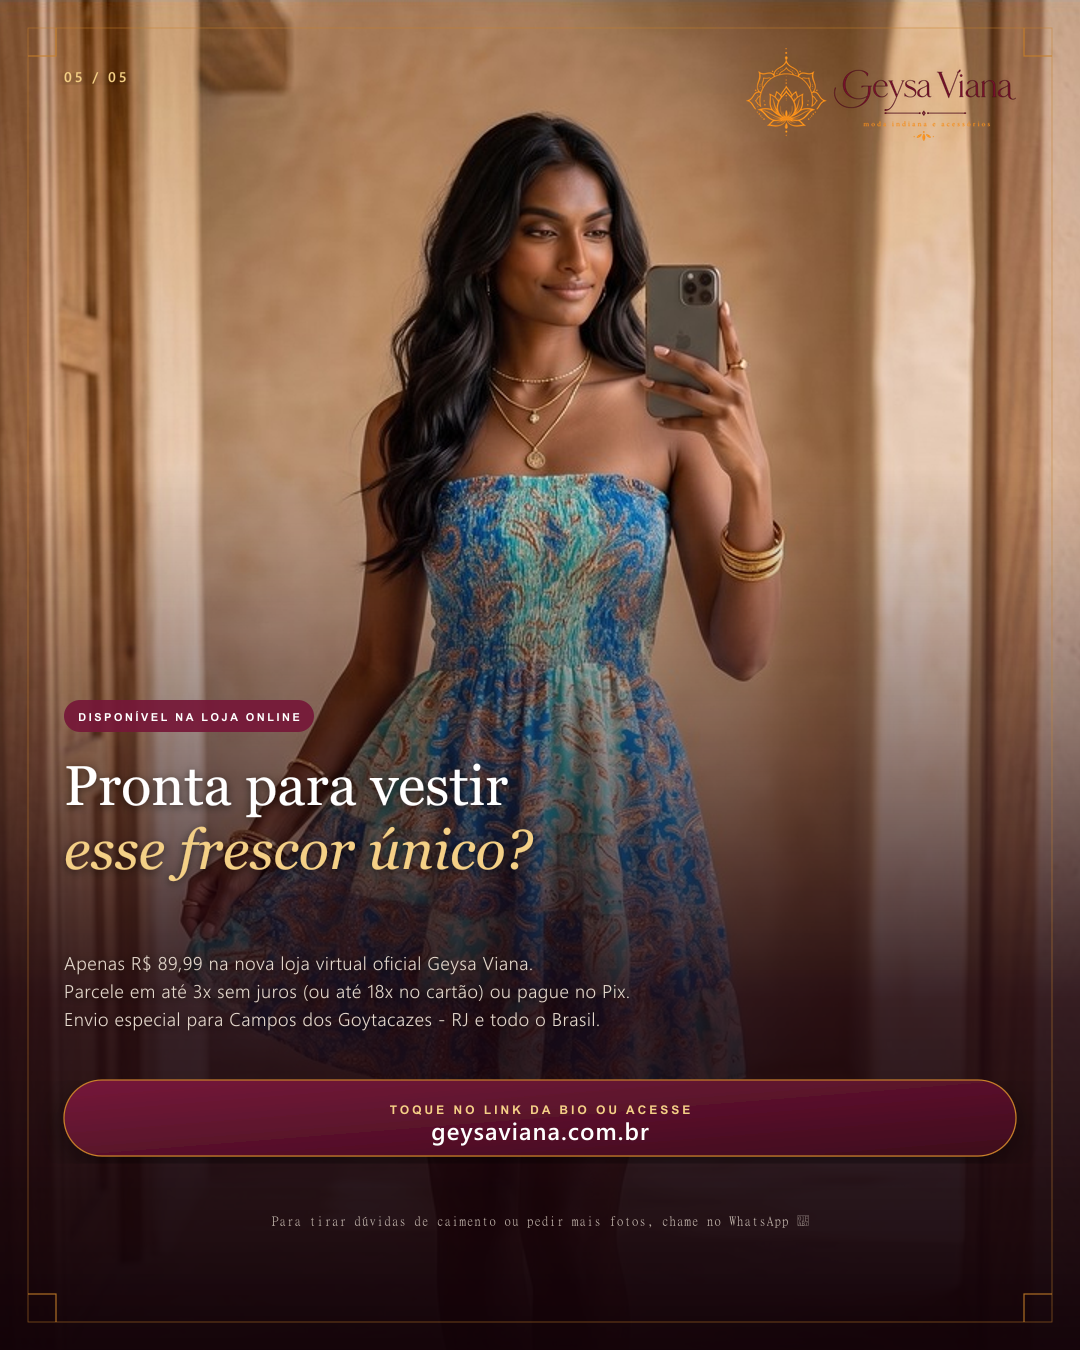 05 / 05
Geysa Viana
moda indiana e acessórios
DISPONÍVEL NA LOJA ONLINE
Pronta para vestir
esse frescor único?
Apenas R$ 89,99 na nova loja virtual oficial Geysa Viana.
Parcele em até 3x sem juros (ou até 18x no cartão) ou pague no Pix.
Envio especial para Campos dos Goytacazes - RJ e todo o Brasil.
TOQUE NO LINK DA BIO OU ACESSE
geysaviana.com.br
Para tirar dúvidas de caimento ou pedir mais fotos, chame no WhatsApp